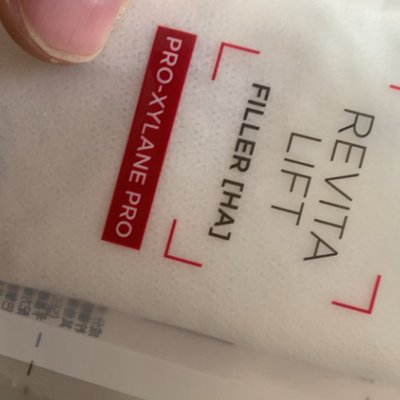 REVITA
LIFT
FILLER [HA]
PRO-XYLANE PRO